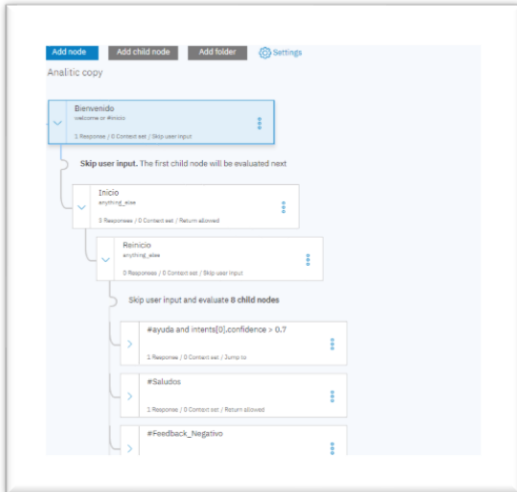 Add node Add child node Add folder Settings
Analitic copy
Bienvenido
welcome or #inicio
1 Response / 0 Context set / Skip user input
Skip user input. The first child node will be evaluated next
Inicio
anything_else
3 Responses / 0 Context set / Return allowed
Reinicio
anything_else
0 Responses / 0 Context set / Skip user input
Skip user input and evaluate 8 child nodes
#ayuda and intents[0].confidence > 0.7
1 Response / 0 Context set / Jump to
#Saludos
1 Response / 0 Context set / Return allowed
#Feedback_Negativo